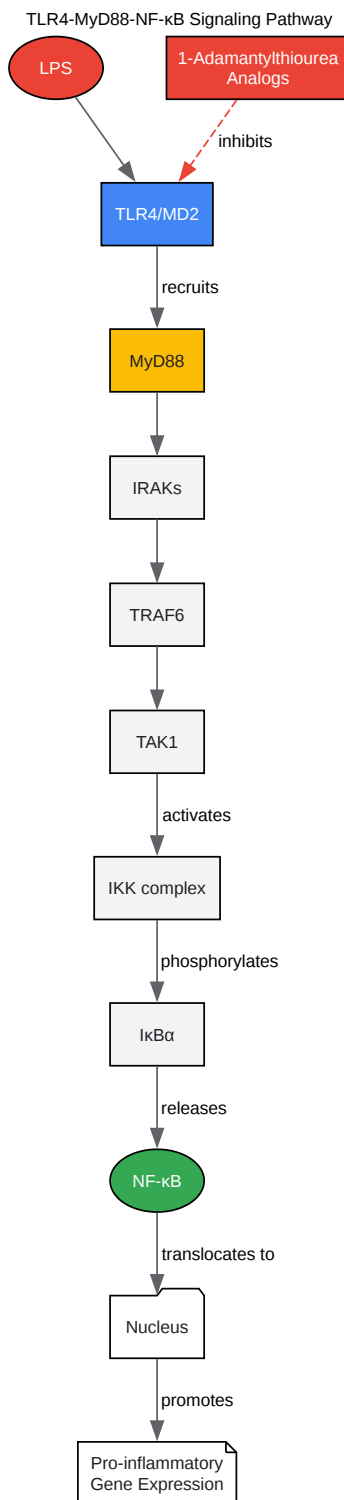 TLR4-MyD88-NF-κB Signaling Pathway
LPS
1-Adamantylthiourea
Analogs
inhibits
TLR4/MD2
recruits
MyD88
IRAKs
TRAF6
TAK1
activates
IKK complex
phosphorylates
IκBα
releases
NF-κB
translocates to
Nucleus
promotes
Pro-inflammatory
Gene Expression